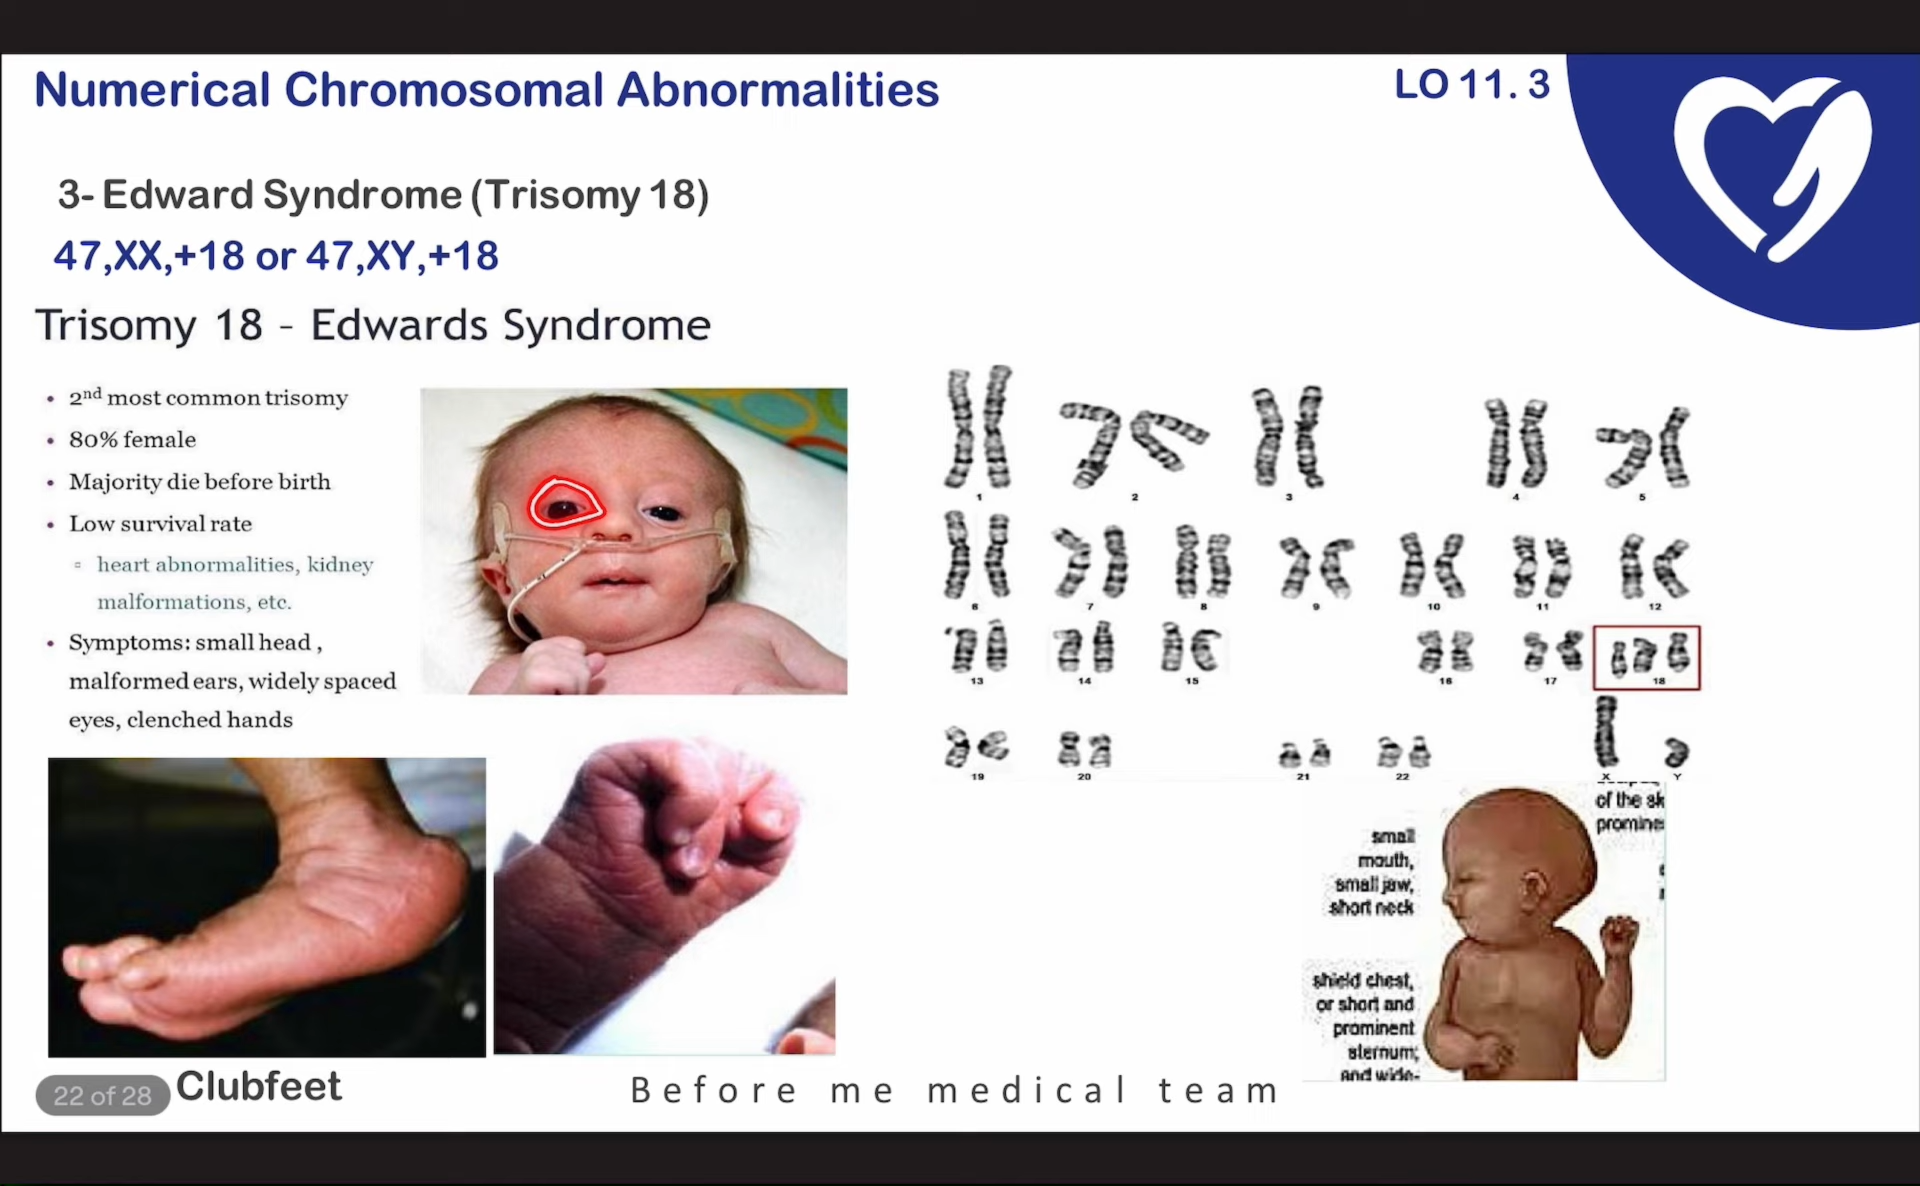 Numerical Chromosomal Abnormalities
LO 11. 3
3- Edward Syndrome (Trisomy 18)
47,XX,+18 or 47,XY,+18
Trisomy 18 – Edwards Syndrome
• 2nd most common trisomy
• 80% female
• Majority die before birth
• Low survival rate
▫ heart abnormalities, kidney
malformations, etc.
• Symptoms: small head ,
malformed ears, widely spaced
eyes, clenched hands
1 2 3 4 5
6 7 8 9 10 11 12
13 14 15 16 17 18
19 20 21 22 X Y
of the sk
promine
small
mouth,
small jaw,
short neck
shield chest,
or short and
prominent
sternum;
and wide-
22 of 28
Clubfeet
Before me medical team